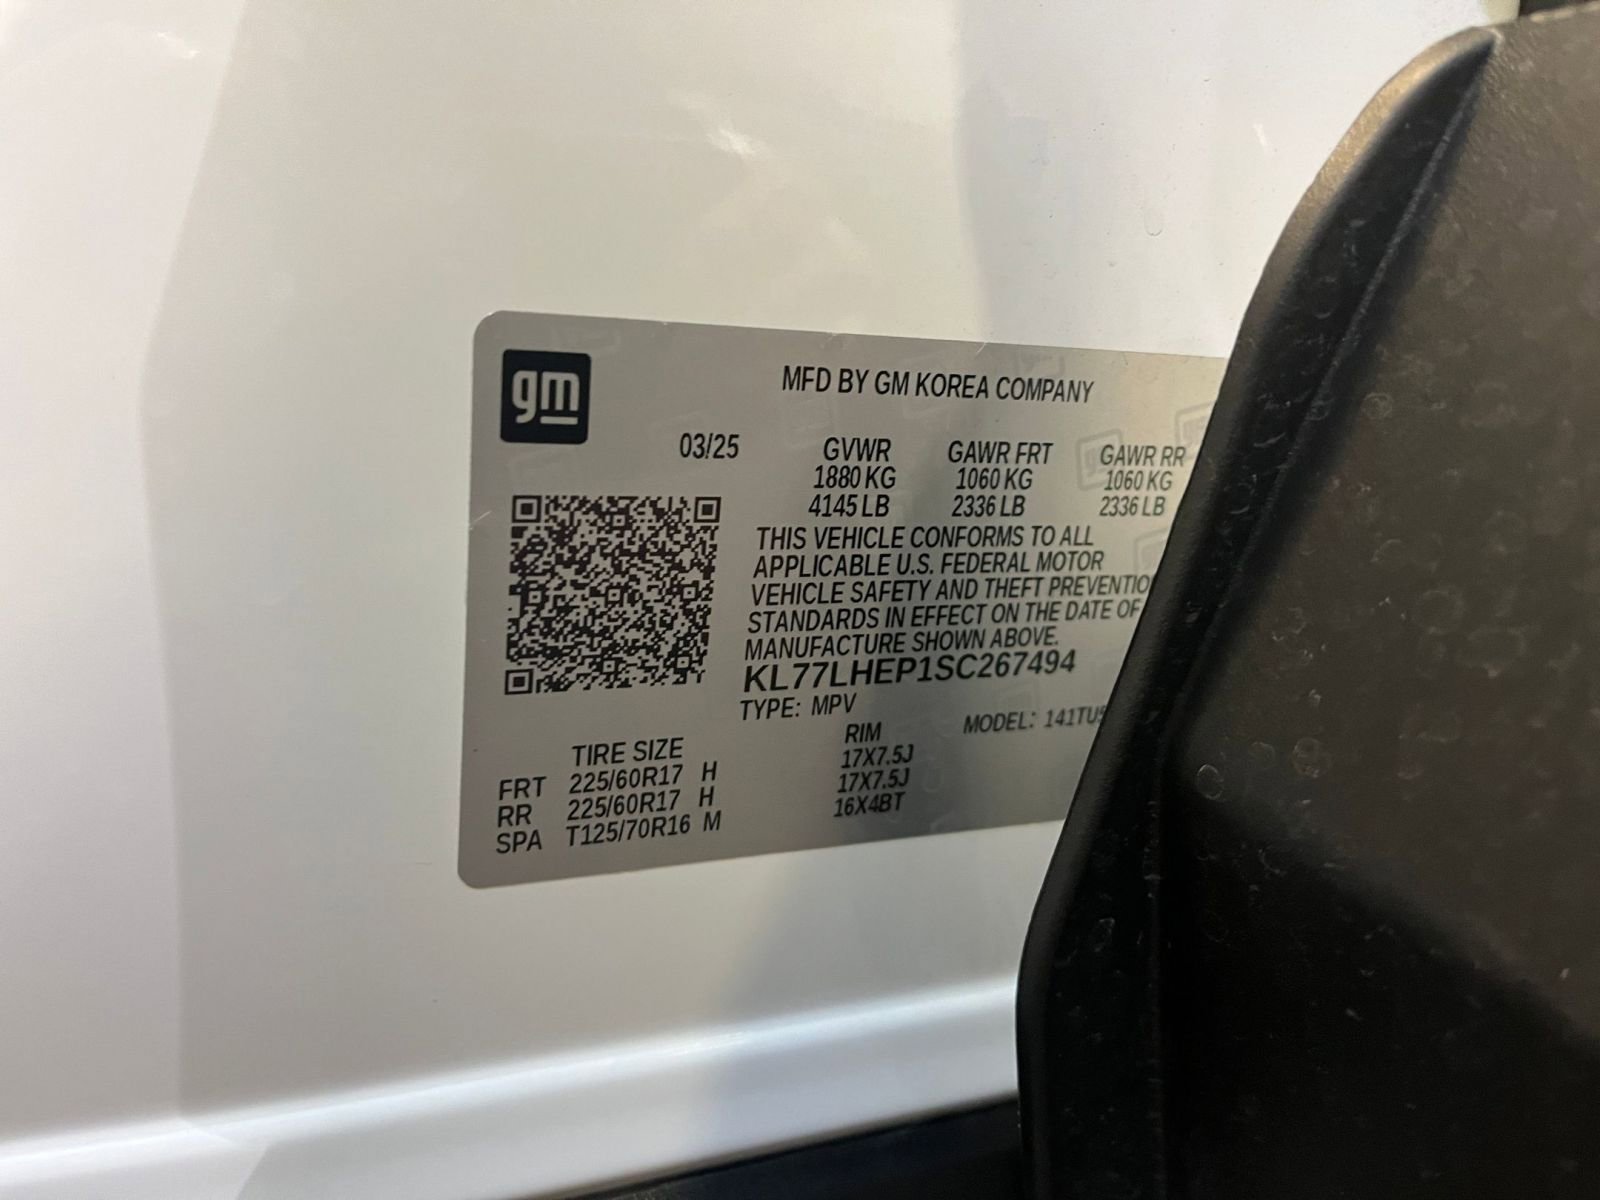 gm
MFD BY GM KOREA COMPANY
03/25 GVWR GAWR FRT GAWR RR
1880 KG 1060 KG 1060 KG
4145 LB 2336 LB 2336 LB
THIS VEHICLE CONFORMS TO ALL
APPLICABLE U.S. FEDERAL MOTOR
VEHICLE SAFETY AND THEFT
STANDARDS IN EFFECT ON THE DATE OF
MANUFACTURE SHOWN ABOVE.
KL77LHEP1SC267494
TYPE: MPV MODEL:
TIRE SIZE RIM
FRT 225/60R17 H 17X7.5J
RR 225/60R17 H 17X7.5J
SPA T125/70R16 M 16X4BT